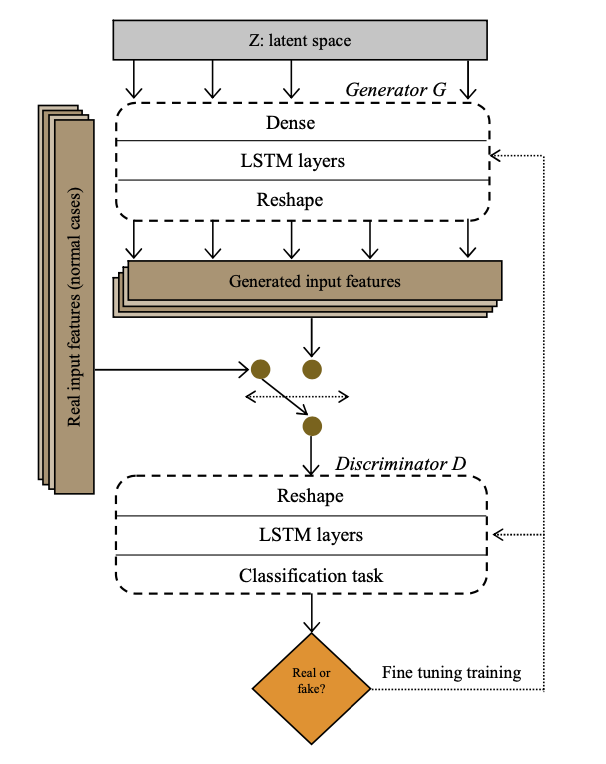 Z: latent space
Generator G
Dense
LSTM layers
Reshape
Real input features (normal cases)
Generated input features
Discriminator D
Reshape
LSTM layers
Classification task
Real or
fake?
Fine tuning training